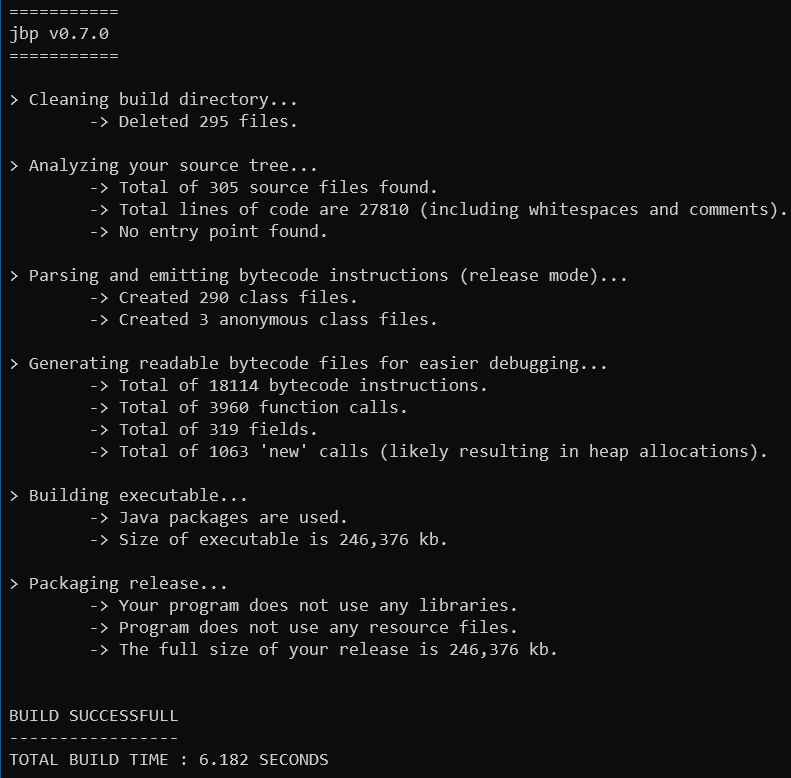 ===========
jbp v0.7.0
===========
> Cleaning build directory...
-> Deleted 295 files.
> Analyzing your source tree...
-> Total of 305 source files found.
-> Total lines of code are 27810 (including whitespaces and comments).
-> No entry point found.
> Parsing and emitting bytecode instructions (release mode)...
-> Created 290 class files.
-> Created 3 anonymous class files.
> Generating readable bytecode files for easier debugging...
-> Total of 18114 bytecode instructions.
-> Total of 3960 function calls.
-> Total of 319 fields.
-> Total of 1063 'new' calls (likely resulting in heap allocations).
> Building executable...
-> Java packages are used.
-> Size of executable is 246,376 kb.
> Packaging release...
-> Your program does not use any libraries.
-> Program does not use any resource files.
-> The full size of your release is 246,376 kb.
BUILD SUCCESSFULL
-----------------
TOTAL BUILD TIME : 6.182 SECONDS